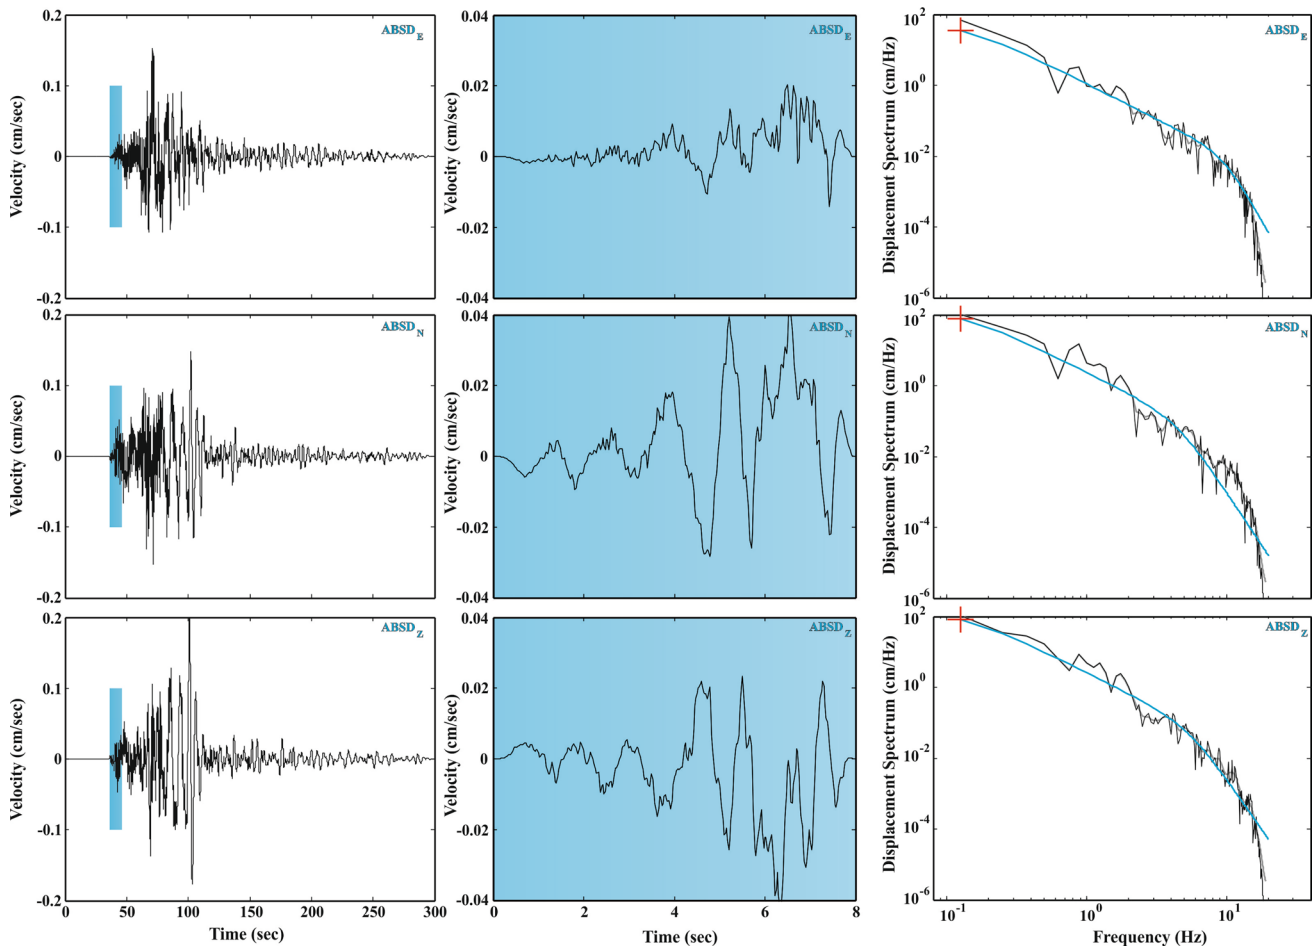 0.2
0.1
0
-0.1
-0.2
Velocity (cm/sec)
ABSD_E
0.04
0.02
0
-0.02
-0.04
Velocity (cm/sec)
ABSD_E
10^2
10^0
10^-2
10^-4
10^-6
Displacement Spectrum (cm/Hz)
ABSD_E
0.2
0.1
0
-0.1
-0.2
Velocity (cm/sec)
ABSD_N
0.04
0.02
0
-0.02
-0.04
Velocity (cm/sec)
ABSD_N
10^2
10^0
10^-2
10^-4
10^-6
Displacement Spectrum (cm/Hz)
ABSD_N
0.2
0.1
0
-0.1
-0.2
Velocity (cm/sec)
ABSD_Z
0 50 100 150 200 250 300
Time (sec)
0.04
0.02
0
-0.02
-0.04
Velocity (cm/sec)
ABSD_Z
0 2 4 6 8
Time (sec)
10^2
10^0
10^-2
10^-4
10^-6
Displacement Spectrum (cm/Hz)
ABSD_Z
10^-1 10^0 10^1
Frequency (Hz)